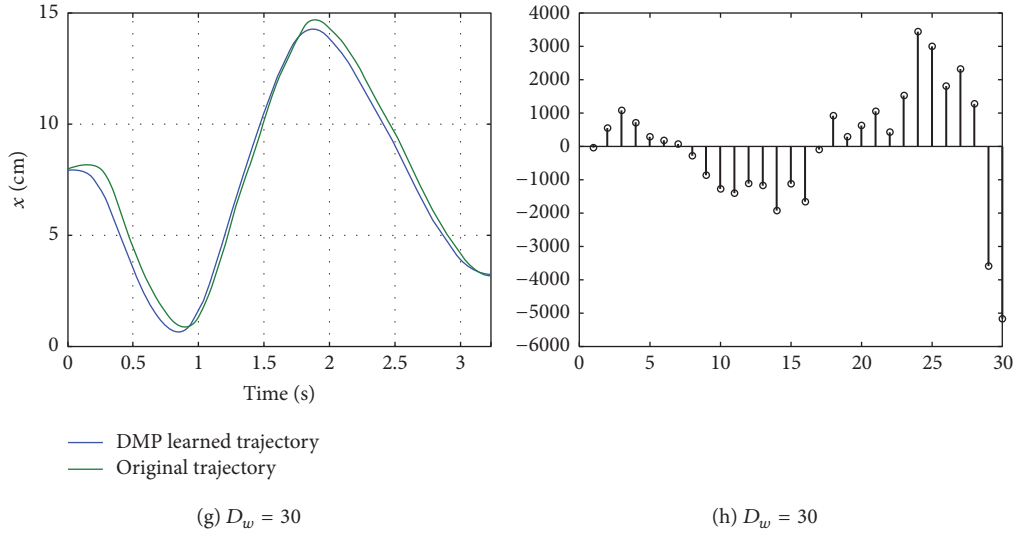 15
10
5
0
x (cm)
0 0.5 1 1.5 2 2.5 3
Time (s)
DMP learned trajectory
Original trajectory
(g) D_w = 30
4000
3000
2000
1000
0
−1000
−2000
−3000
−4000
−5000
−6000
0 5 10 15 20 25 30
(h) D_w = 30